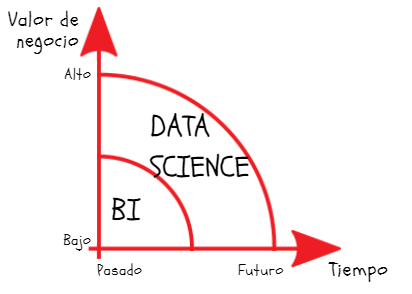 Valor de
negocio
Alto
DATA
SCIENCE
BI
Bajo
Pasado
Futuro
Tiempo